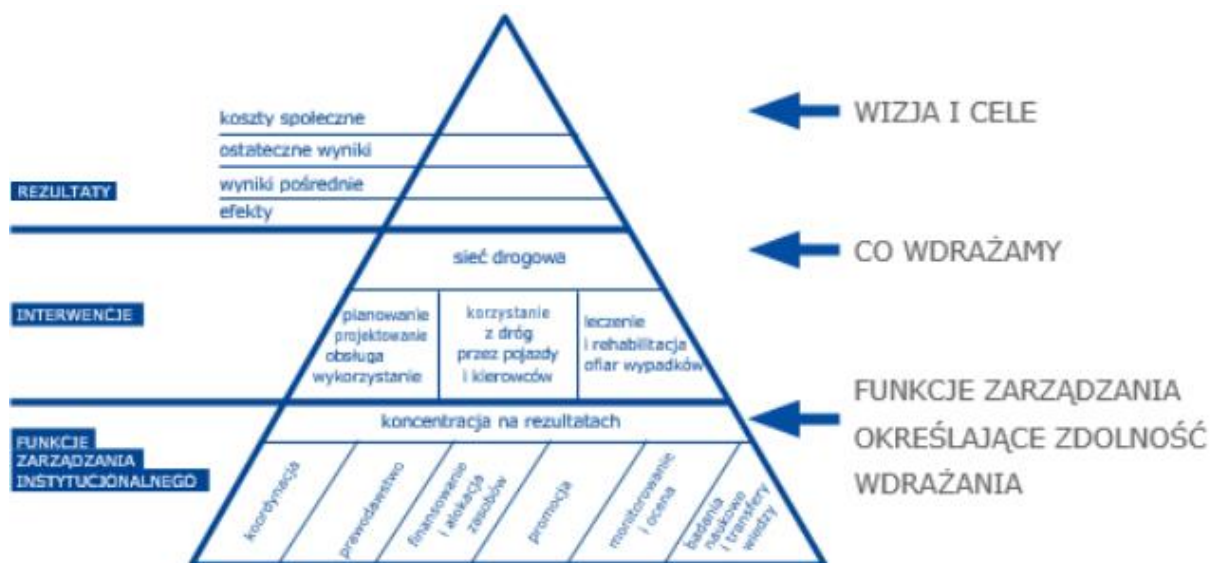 koszty społeczne
WIZJA I CELE
ostateczne wyniki
REZULTATY
wyniki pośrednie
efekty
sieć drogowa
CO WDRAŻAMY
INTERWENCJE
planowanie
projektowanie
obsługa
wykorzystanie
korzystanie
z dróg
przez pojazdy
i kierowców
leczenie
i rehabilitacja
ofiar wypadków
koncentracja na rezultatach
FUNKCJE ZARZĄDZANIA
OKREŚLAJĄCE ZDOLNOŚĆ
WDRAŻANIA
FUNKCJE
ZARZĄDZANIA
INSTYTUCJONALNEGO
koordynacja
prawodawstwo
finansowanie
i alokacja
zasobów
promocja
monitorowanie
i ocena
badania
naukowe
i transfery
wiedzy